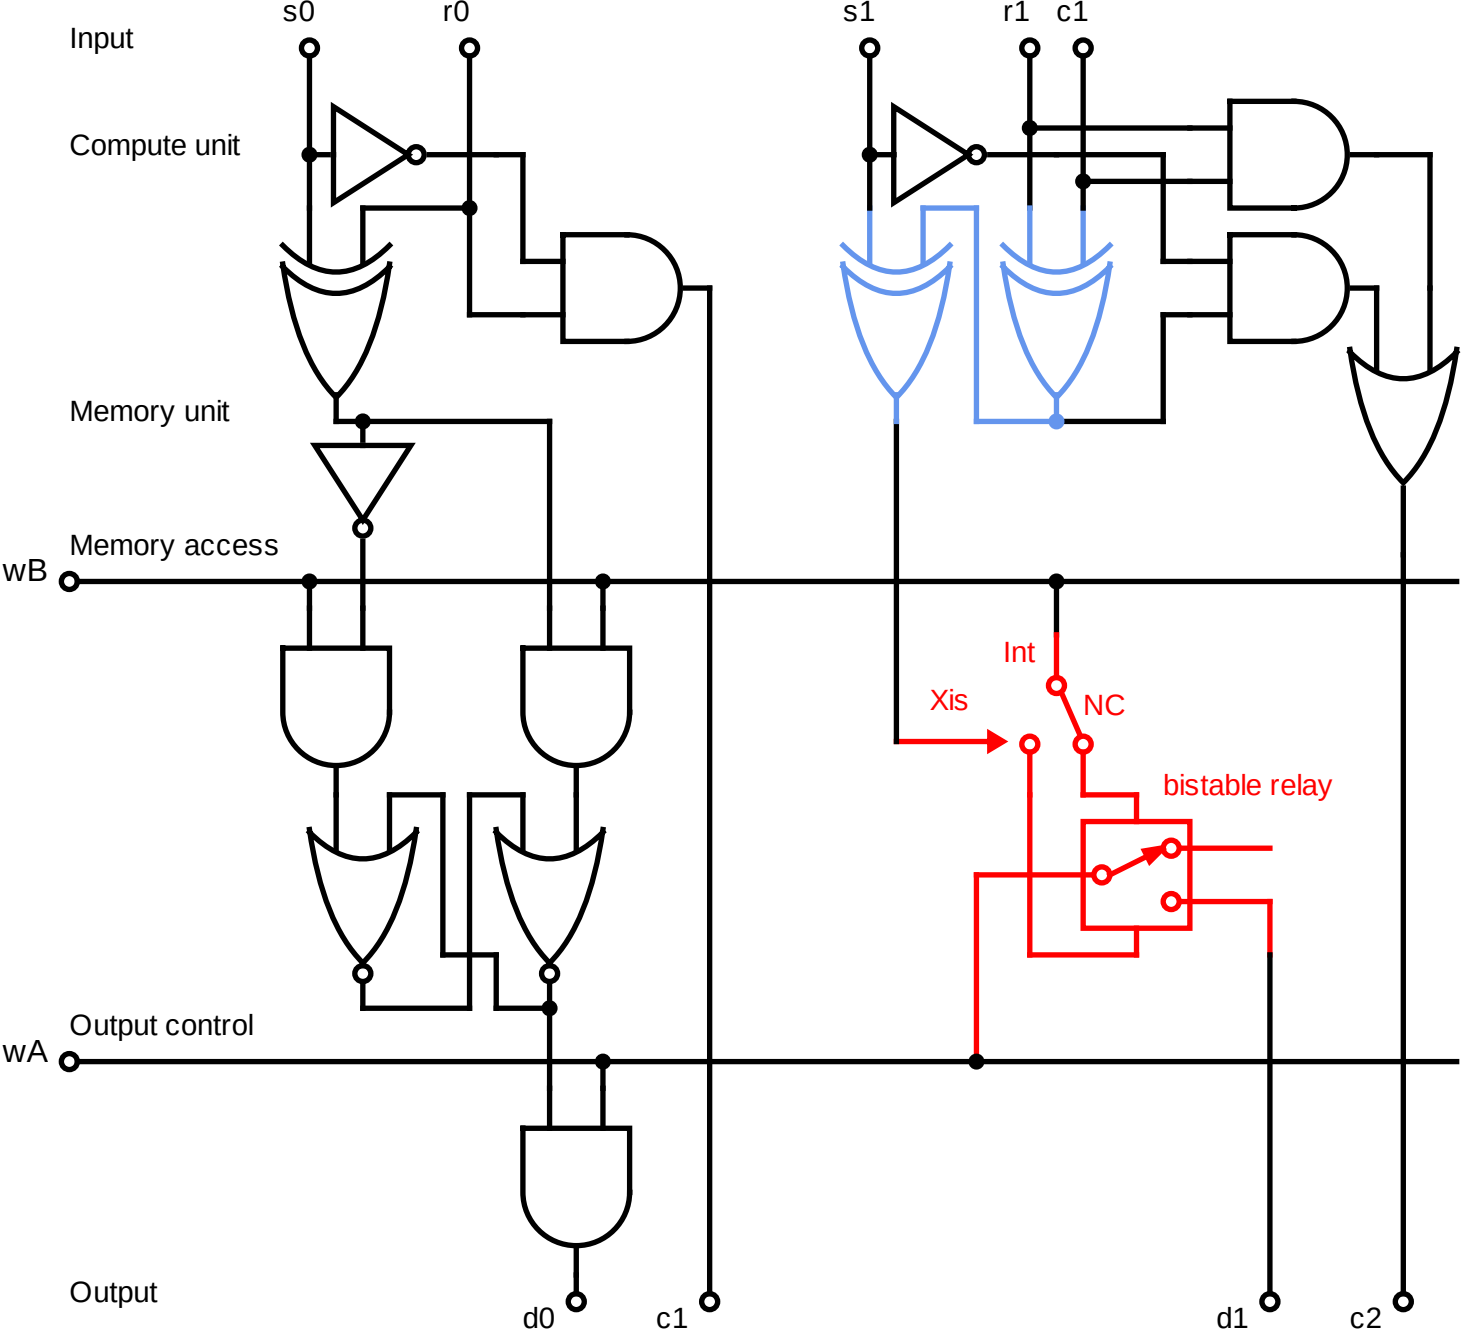 s0 r0 s1 r1 c1
Input
Compute unit
Memory unit
Memory access
wB
Int
Xis
NC
bistable relay
Output control
wA
Output
d0 c1 d1 c2